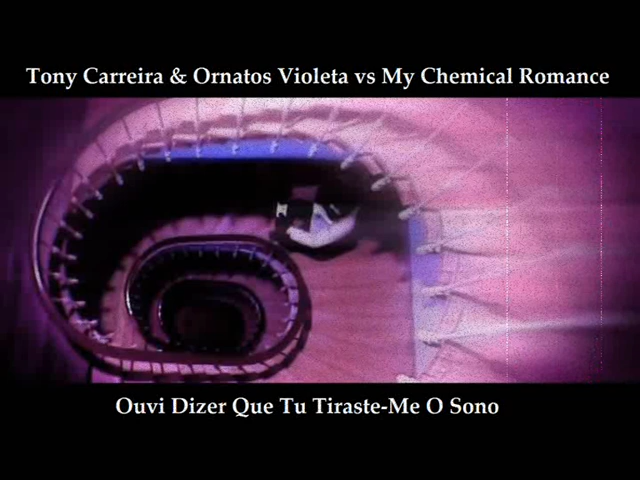 Tony Carreira & Ornatos Violeta vs My Chemical Romance
Ouvi Dizer Que Tu Tiraste-Me O Sono